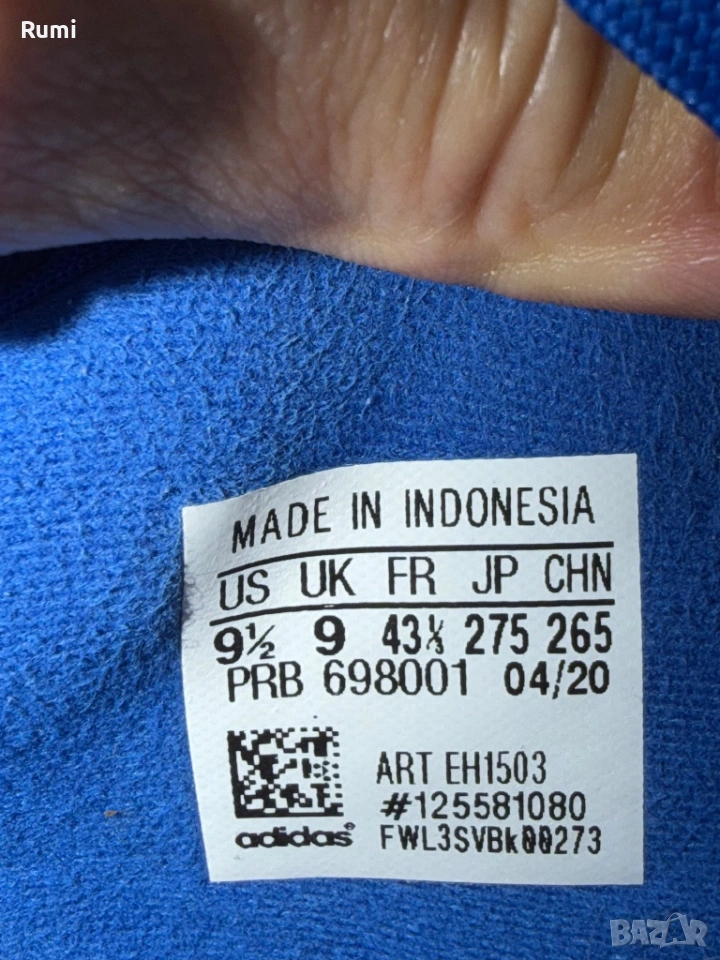 Rumi
MADE IN INDONESIA
US UK FR JP CHN
9½ 9 43⅓ 275 265
PRB 698001 04/20
ART EH1503
#125581080
adidas®
FWL3SVBk00273
BAZAR